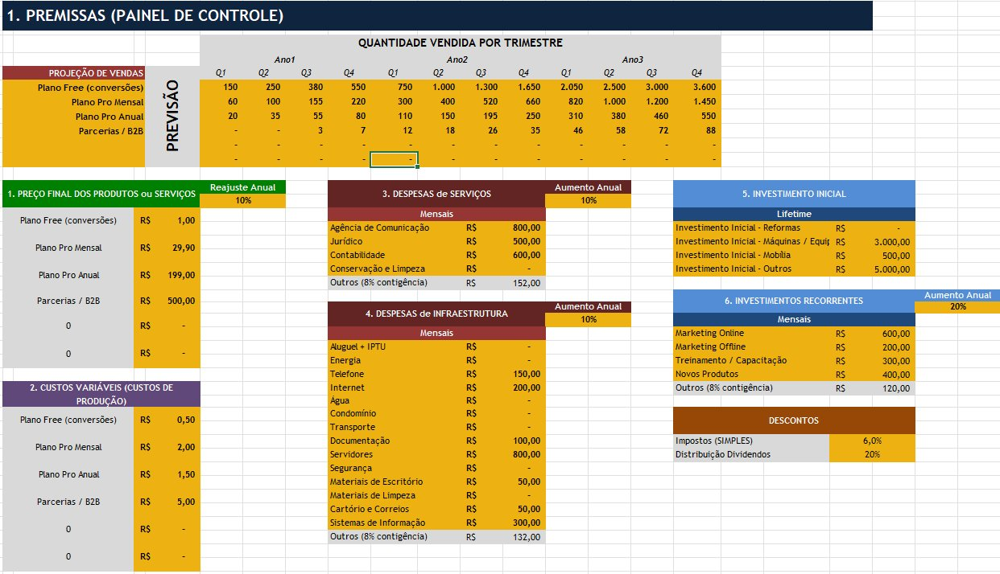 1. PREMISSAS (PAINEL DE CONTROLE)
QUANTIDADE VENDIDA POR TRIMESTRE
Ano1 Ano2 Ano3
PROJEÇÃO DE VENDAS PREVISÃO Q1 Q2 Q3 Q4 Q1 Q2 Q3 Q4 Q1 Q2 Q3 Q4
Plano Free (conversões) 150 250 380 550 750 1.000 1.300 1.650 2.050 2.500 3.000 3.600
Plano Pro Mensal 60 100 155 220 300 400 520 660 820 1.000 1.200 1.450
Plano Pro Anual 20 35 55 80 110 150 195 250 310 380 460 550
Parcerias / B2B - - 3 7 12 18 26 35 46 58 72 88
- - - - - - - - - - - -
- - - - - - - - - - - -
1. PREÇO FINAL DOS PRODUTOS ou SERVIÇOS Reajuste Anual
10%
Plano Free (conversões) R$ 1,00
Plano Pro Mensal R$ 29,90
Plano Pro Anual R$ 199,00
Parcerias / B2B R$ 500,00
0 R$ -
0 R$ -
2. CUSTOS VARIÁVEIS (CUSTOS DE
PRODUÇÃO)
Plano Free (conversões) R$ 0,50
Plano Pro Mensal R$ 2,00
Plano Pro Anual R$ 1,50
Parcerias / B2B R$ 5,00
0 R$ -
0 R$ -
3. DESPESAS de SERVIÇOS Aumento Anual
10%
Mensais
Agência de Comunicação R$ 800,00
Jurídico R$ 500,00
Contabilidade R$ 600,00
Conservação e Limpeza R$ -
Outros (8% contigência) R$ 152,00
4. DESPESAS de INFRAESTRUTURA Aumento Anual
10%
Mensais
Aluguel + IPTU R$ -
Energia R$ -
Telefone R$ 150,00
Internet R$ 200,00
Água R$ -
Condomínio R$ -
Transporte R$ -
Documentação R$ 100,00
Servidores R$ 800,00
Segurança R$ -
Materiais de Escritório R$ 50,00
Materiais de Limpeza R$ -
Cartório e Correios R$ 50,00
Sistemas de Informação R$ 300,00
Outros (8% contigência) R$ 132,00
5. INVESTIMENTO INICIAL
Lifetime
Investimento Inicial - Reformas R$ -
Investimento Inicial - Máquinas / Equip R$ 3.000,00
Investimento Inicial - Mobília R$ 500,00
Investimento Inicial - Outros R$ 5.000,00
6. INVESTIMENTOS RECORRENTES Aumento Anual
20%
Mensais
Marketing Online R$ 600,00
Marketing Offline R$ 200,00
Treinamento / Capacitação R$ 300,00
Novos Produtos R$ 400,00
Outros (8% contigência) R$ 120,00
DESCONTOS
Impostos (SIMPLES) 6,0%
Distribuição Dividendos 20%